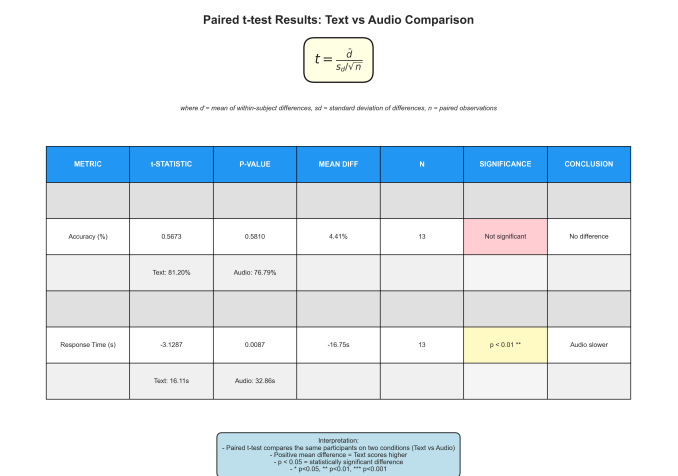 Paired t-test Results: Text vs Audio Comparison
t = d̄ / (s_d/√n)
where d = mean of within-subject differences, sd = standard deviation of differences, n = paired observations
METRIC t-STATISTIC P-VALUE MEAN DIFF N SIGNIFICANCE CONCLUSION
Accuracy (%) 0.5673 0.5810 4.41% 13 Not significant No difference
Text: 81.20% Audio: 76.79%
Response Time (s) -3.1287 0.0087 -16.75s 13 p < 0.01 ** Audio slower
Text: 16.11s Audio: 32.86s
Interpretation:
- Paired t-test compares the same participants on two conditions (Text vs Audio)
- Positive mean difference = Text scores higher
- p < 0.05 = statistically significant difference
- * p<0.05, ** p<0.01, *** p<0.001